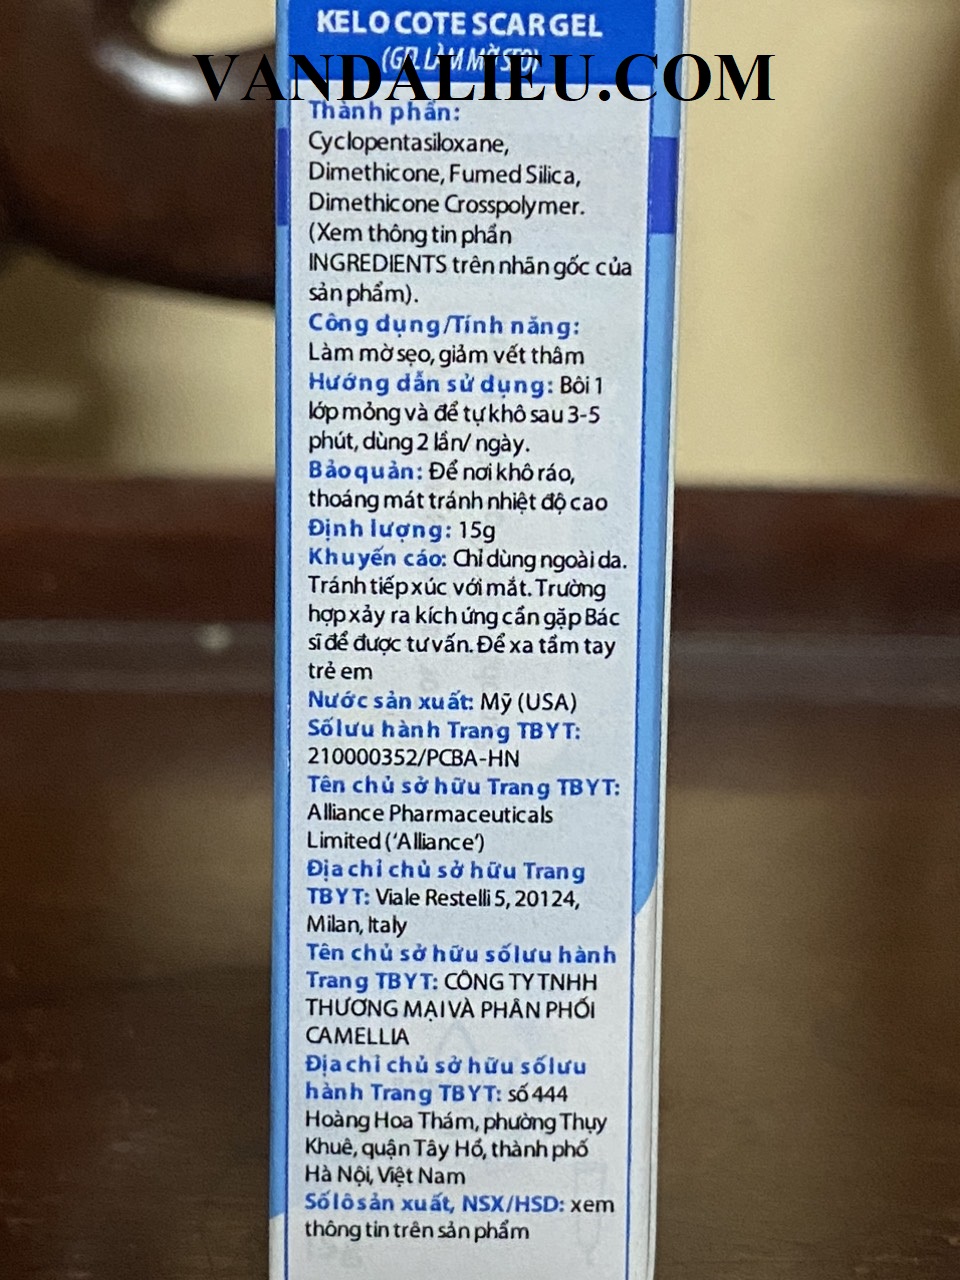 KELO COTE SCAR GEL
(GEL LÀM MỜ SẸO)
VANDALIEU.COM
Thành phần:
Cyclopentasiloxane,
Dimethicone, Fumed Silica,
Dimethicone Crosspolymer.
(Xem thông tin phần
INGREDIENTS trên nhãn gốc của
sản phẩm).
Công dụng/Tính năng:
Làm mờ sẹo, giảm vết thâm
Hướng dẫn sử dụng: Bôi 1
lớp mỏng và để tự khô sau 3-5
phút, dùng 2 lần/ ngày.
Bảo quản: Để nơi khô ráo,
thoáng mát tránh nhiệt độ cao
Định lượng: 15g
Khuyến cáo: Chỉ dùng ngoài da.
Tránh tiếp xúc với mắt. Trường
hợp xảy ra kích ứng cần gặp Bác
sĩ để được tư vấn. Để xa tầm tay
trẻ em
Nước sản xuất: Mỹ (USA)
Số lưu hành Trang TBYT:
210000352/PCBA-HN
Tên chủ sở hữu Trang TBYT:
Alliance Pharmaceuticals
Limited (‘Alliance’)
Địa chỉ chủ sở hữu Trang
TBYT: Viale Restelli 5, 20124,
Milan, Italy
Tên chủ sở hữu số lưu hành
Trang TBYT: CÔNG TY TNHH
THƯƠNG MẠI VÀ PHÂN PHỐI
CAMELLIA
Địa chỉ chủ sở hữu số lưu
hành Trang TBYT: số 444
Hoàng Hoa Thám, phường Thụy
Khuê, quận Tây Hồ, thành phố
Hà Nội, Việt Nam
Số lô sản xuất, NSX/HSD: xem
thông tin trên sản phẩm